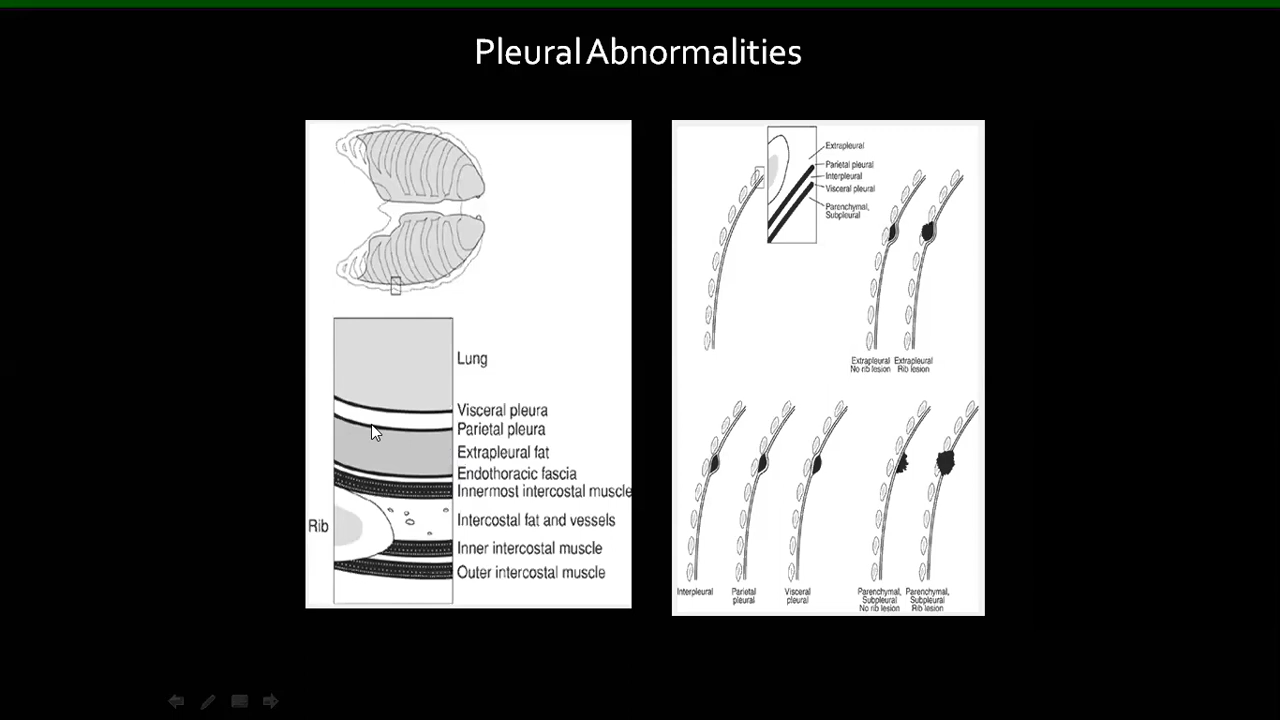 Pleural Abnormalities
Lung
Visceral pleura
Parietal pleura
Extrapleural fat
Endothoracic fascia
Innermost intercostal muscle
Rib
Intercostal fat and vessels
Inner intercostal muscle
Outer intercostal muscle
Extrapleural
Parietal pleural
Interpleural
Visceral pleural
Parenchymal,
Subpleural
Extrapleural
No rib lesion
Extrapleural
Rib lesion
Interpleural
Parietal
pleural
Visceral
pleural
Parenchymal,
Subpleural
No rib lesion
Parenchymal,
Subpleural
Rib lesion